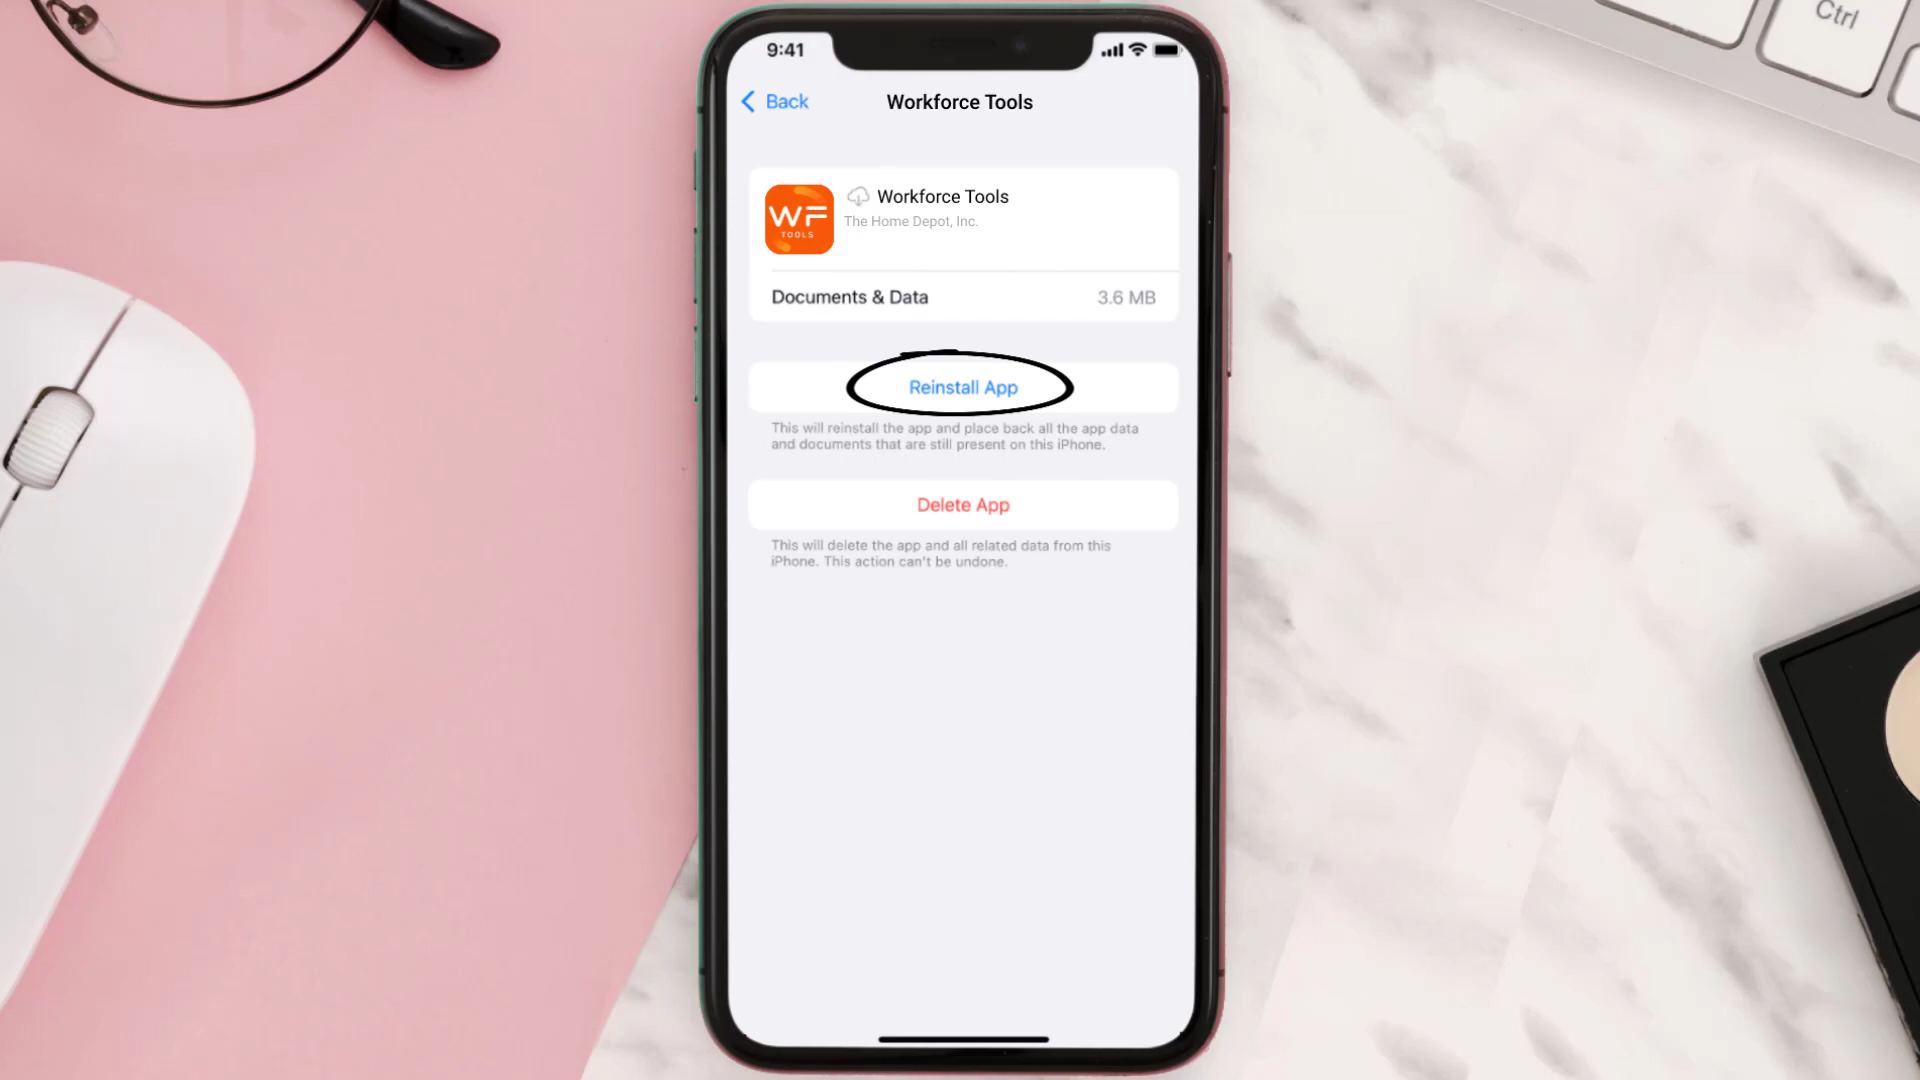 Ctrl
9:41
Back
Workforce Tools
WF
TOOLS
Workforce Tools
The Home Depot, Inc.
Documents & Data 3.6 MB
Reinstall App
This will reinstall the app and place back all the app data
and documents that are still present on this iPhone.
Delete App
This will delete the app and all related data from this
iPhone. This action can't be undone.